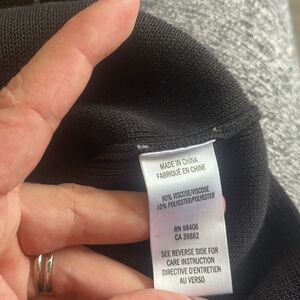 MADE IN CHINA
FABRIQUÉ EN CHINE
90% VISCOSE/VISCOSE
10% POLYESTER/POLYESTER
RN 98406
CA 39862
SEE REVERSE SIDE FOR
CARE INSTRUCTION
DIRECTIVE D'ENTRETIEN
AU VERSO